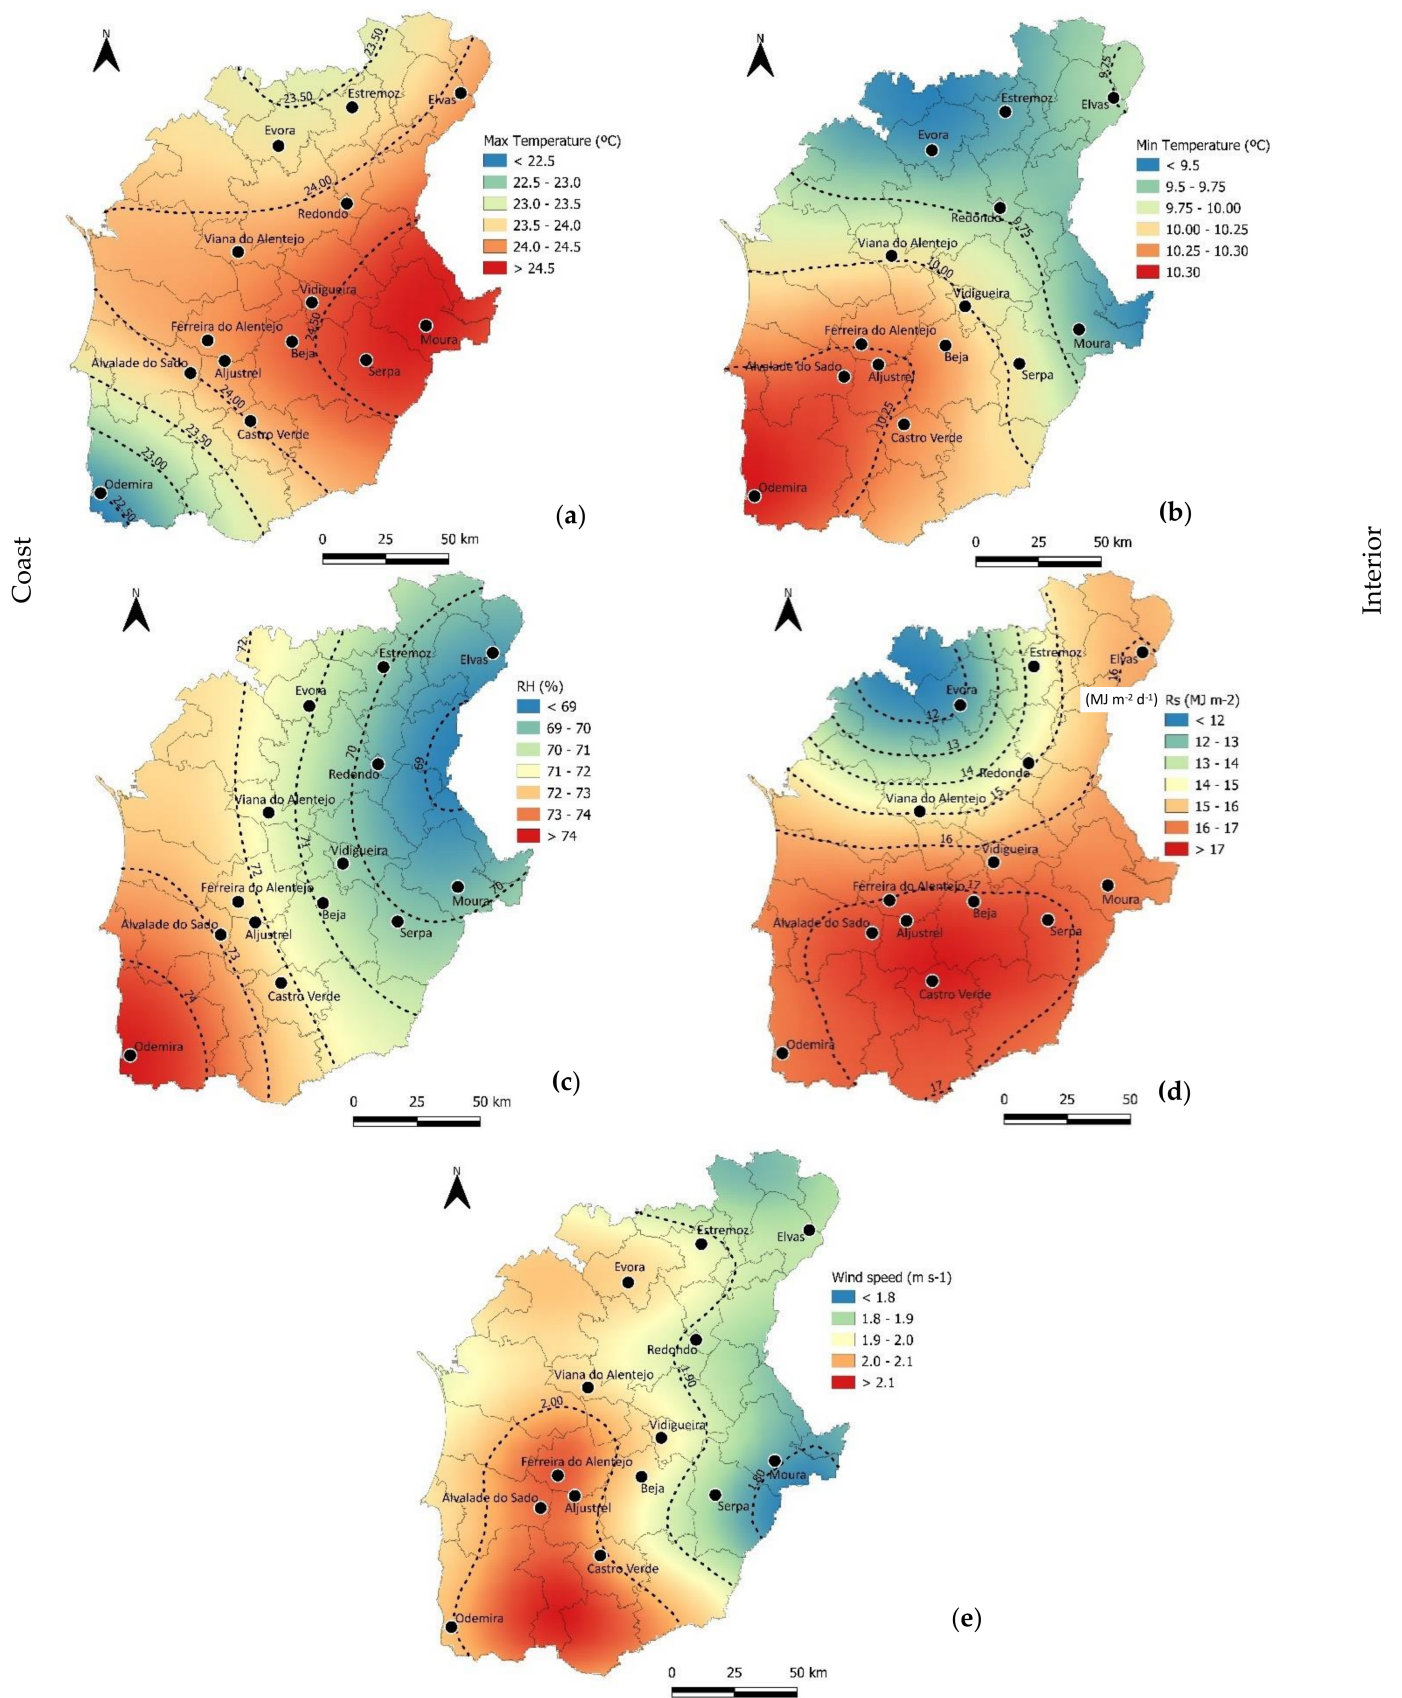 N
23.50
23.50
Estremoz
Elvas
Evora
24.00
Redondo
Viana do Alentejo
Vidigueira
24.50
Ferreira do Alentejo
Beja
Moura
Alvalade do Sado
Aljustrel
Serpa
24.00
Castro Verde
23.50
23.00
Odemira
22.50
Max Temperature (ºC)
< 22.5
22.5 - 23.0
23.0 - 23.5
23.5 - 24.0
24.0 - 24.5
> 24.5
(a)
0 25 50 km
N
9.75
Estremoz
Elvas
Evora
Redondo
9.75
Viana do Alentejo
10.00
Vidigueira
Ferreira do Alentejo
Beja
Moura
Alvalade do Sado
Aljustrel
Serpa
10.25
Castro Verde
Odemira
Min Temperature (ºC)
< 9.5
9.5 - 9.75
9.75 - 10.00
10.00 - 10.25
10.25 - 10.30
10.30
(b)
0 25 50 km
Coast
Interior
N
72
Estremoz
Elvas
Evora
70
69
Redondo
Viana do Alentejo
71
Vidigueira
72
Ferreira do Alentejo
70
Moura
Beja
Alvalade do Sado
Aljustrel
Serpa
73
74
Castro Verde
Odemira
RH (%)
< 69
69 - 70
70 - 71
71 - 72
72 - 73
73 - 74
> 74
(c)
0 25 50 km
N
Estremoz
Elvas
16
Evora
12
13
14
Redondo
15
Viana do Alentejo
16
Vidigueira
Ferreira do Alentejo
17
Moura
Beja
Alvalade do Sado
Aljustrel
Serpa
Castro Verde
Odemira
17
(MJ m-2 d-1)
Rs (MJ m-2)
< 12
12 - 13
13 - 14
14 - 15
15 - 16
16 - 17
> 17
(d)
0 25 50
N
Estremoz
Elvas
Evora
Redondo
1.90
Viana do Alentejo
2.00
Vidigueira
Ferreira do Alentejo
Moura
1.80
Beja
Alvalade do Sado
Aljustrel
Serpa
Castro Verde
Odemira
Wind speed (m s-1)
< 1.8
1.8 - 1.9
1.9 - 2.0
2.0 - 2.1
> 2.1
(e)
0 25 50 km